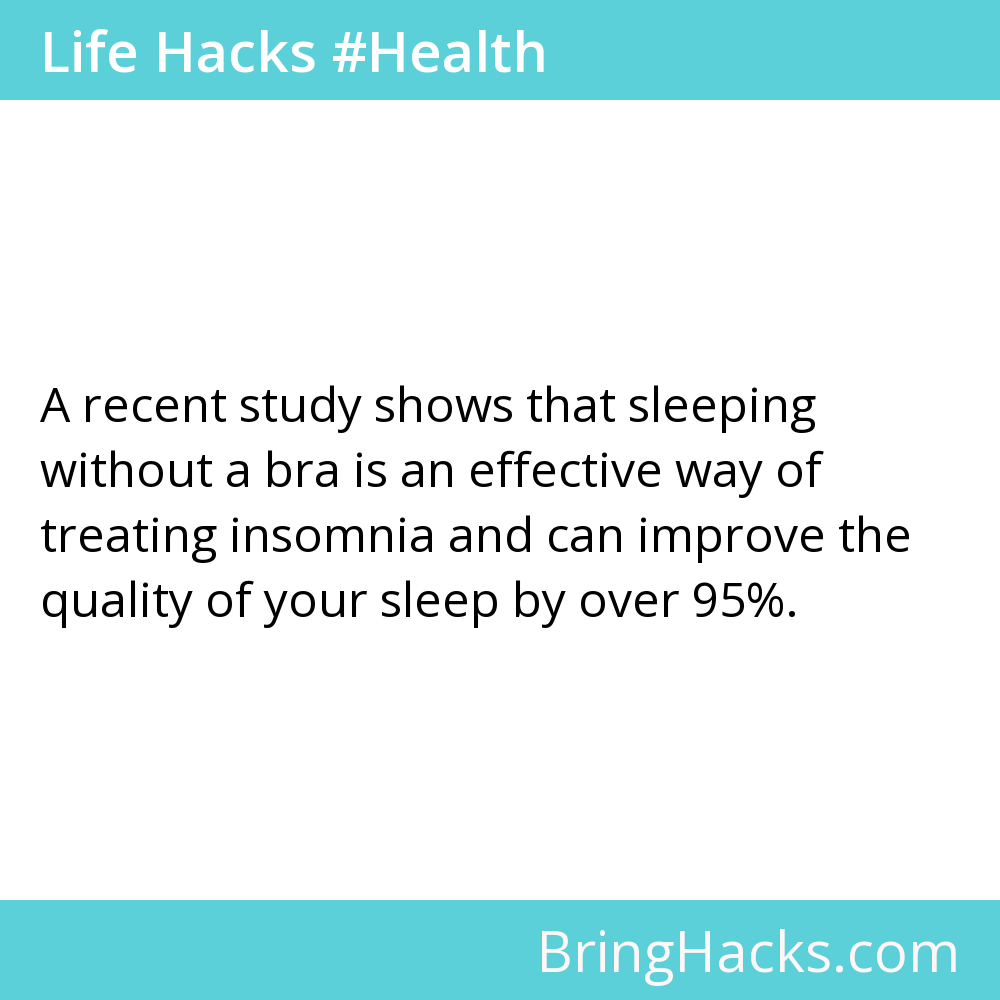 Life Hacks #Health
A recent study shows that sleeping
without a bra is an effective way of
treating insomnia and can improve the
quality of your sleep by over 95%.
BringHacks.com